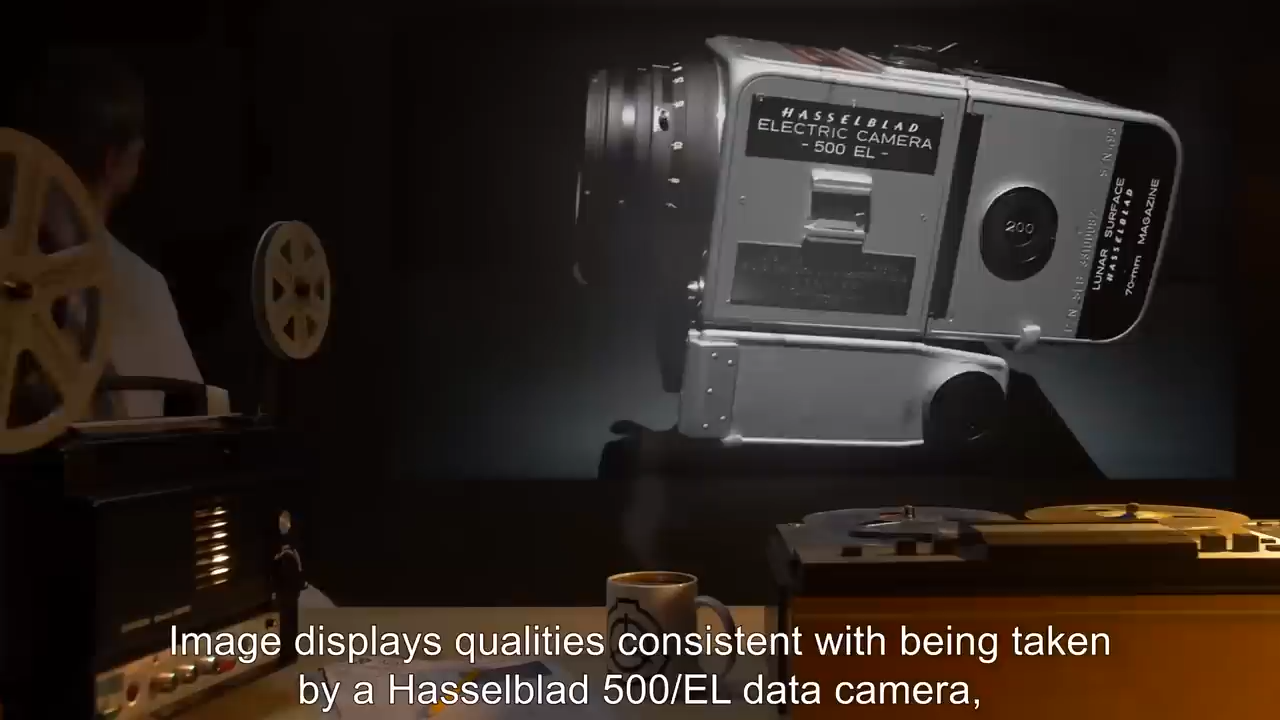 HASSELBLAD
ELECTRIC CAMERA
- 500 EL -
200
LUNAR SURFACE
HASSELBLAD
70-mm MAGAZINE
Image displays qualities consistent with being taken
by a Hasselblad 500/EL data camera,